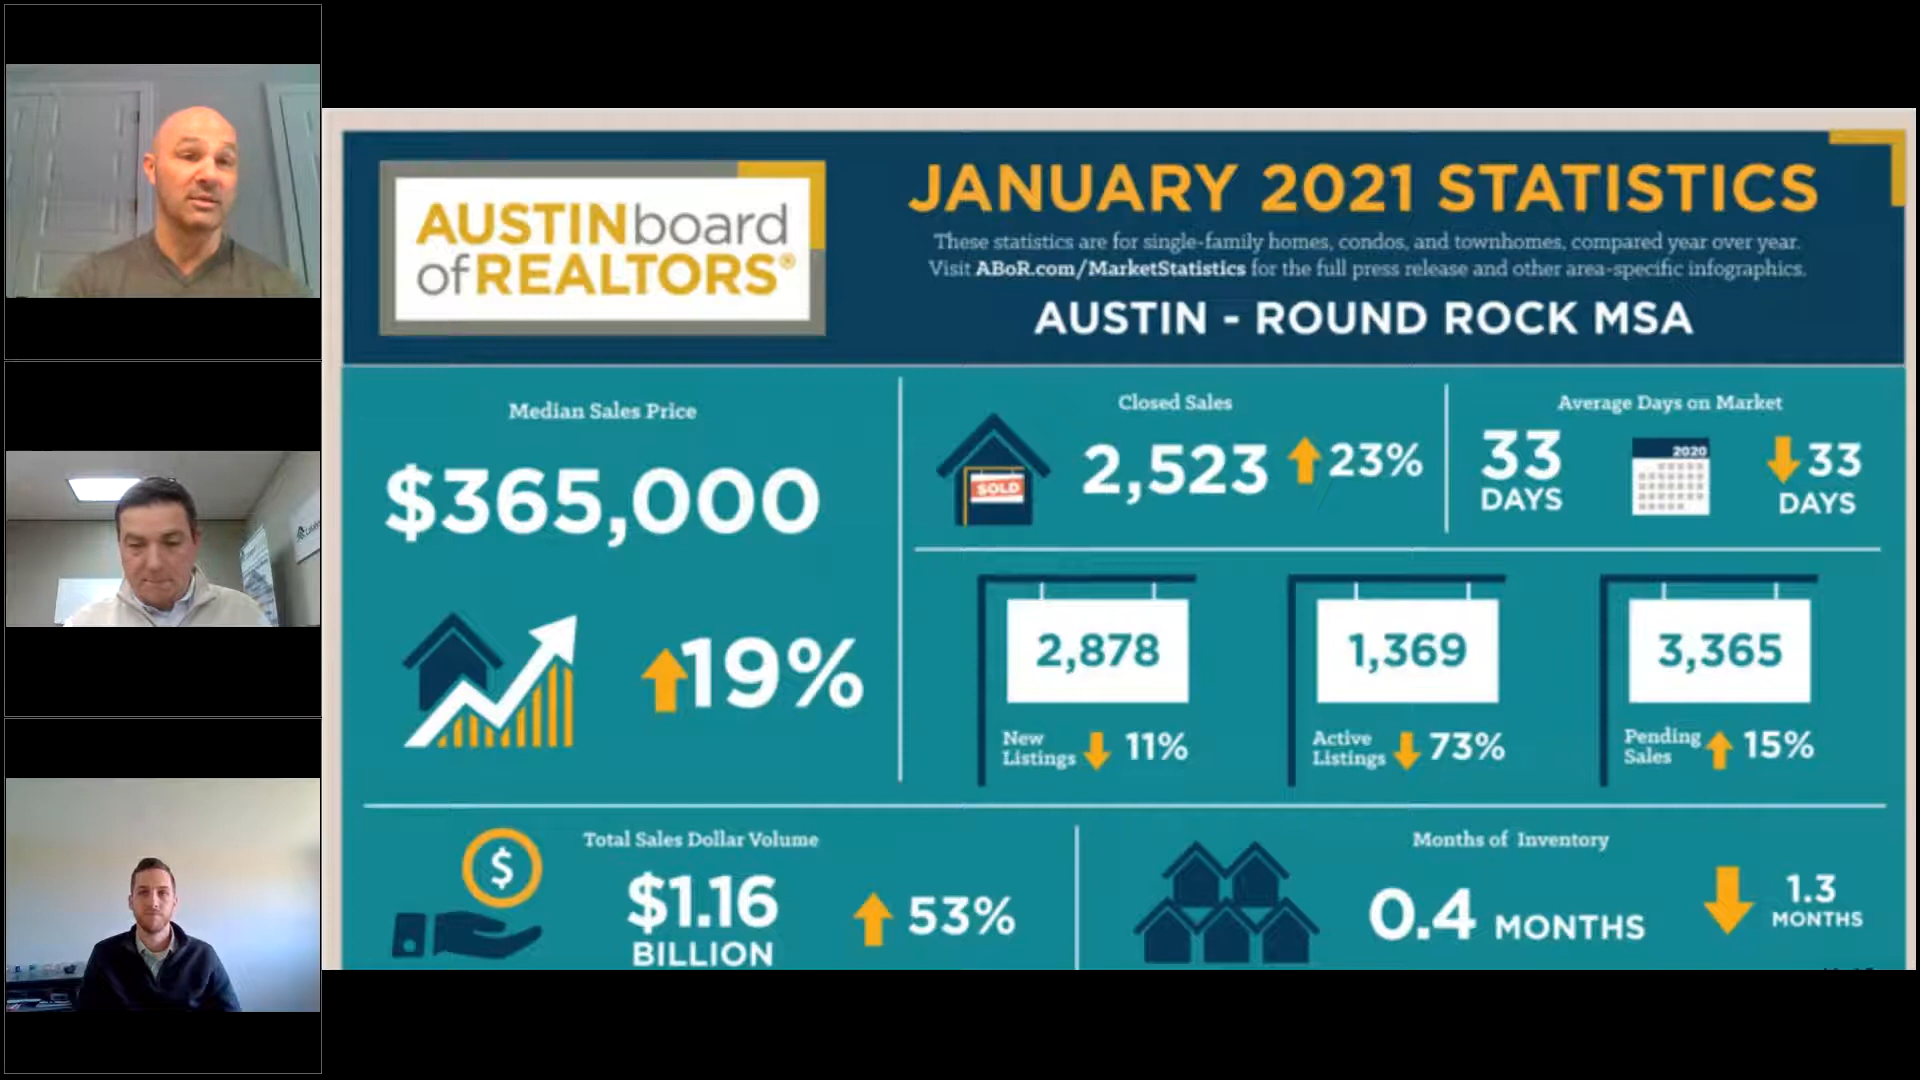 AUSTINboard
of REALTORS®
JANUARY 2021 STATISTICS
These statistics are for single-family homes, condos, and townhomes, compared year over year.
Visit ABoR.com/MarketStatistics for the full press release and other area-specific infographics.
AUSTIN - ROUND ROCK MSA
Median Sales Price
$365,000
19%
Closed Sales
SOLD
2,523
23%
Average Days on Market
33
DAYS
2020
33
DAYS
2,878
New
Listings
11%
1,369
Active
Listings
73%
3,365
Pending
Sales
15%
Total Sales Dollar Volume
$
$1.16
BILLION
53%
Months of Inventory
0.4 MONTHS
1.3
MONTHS